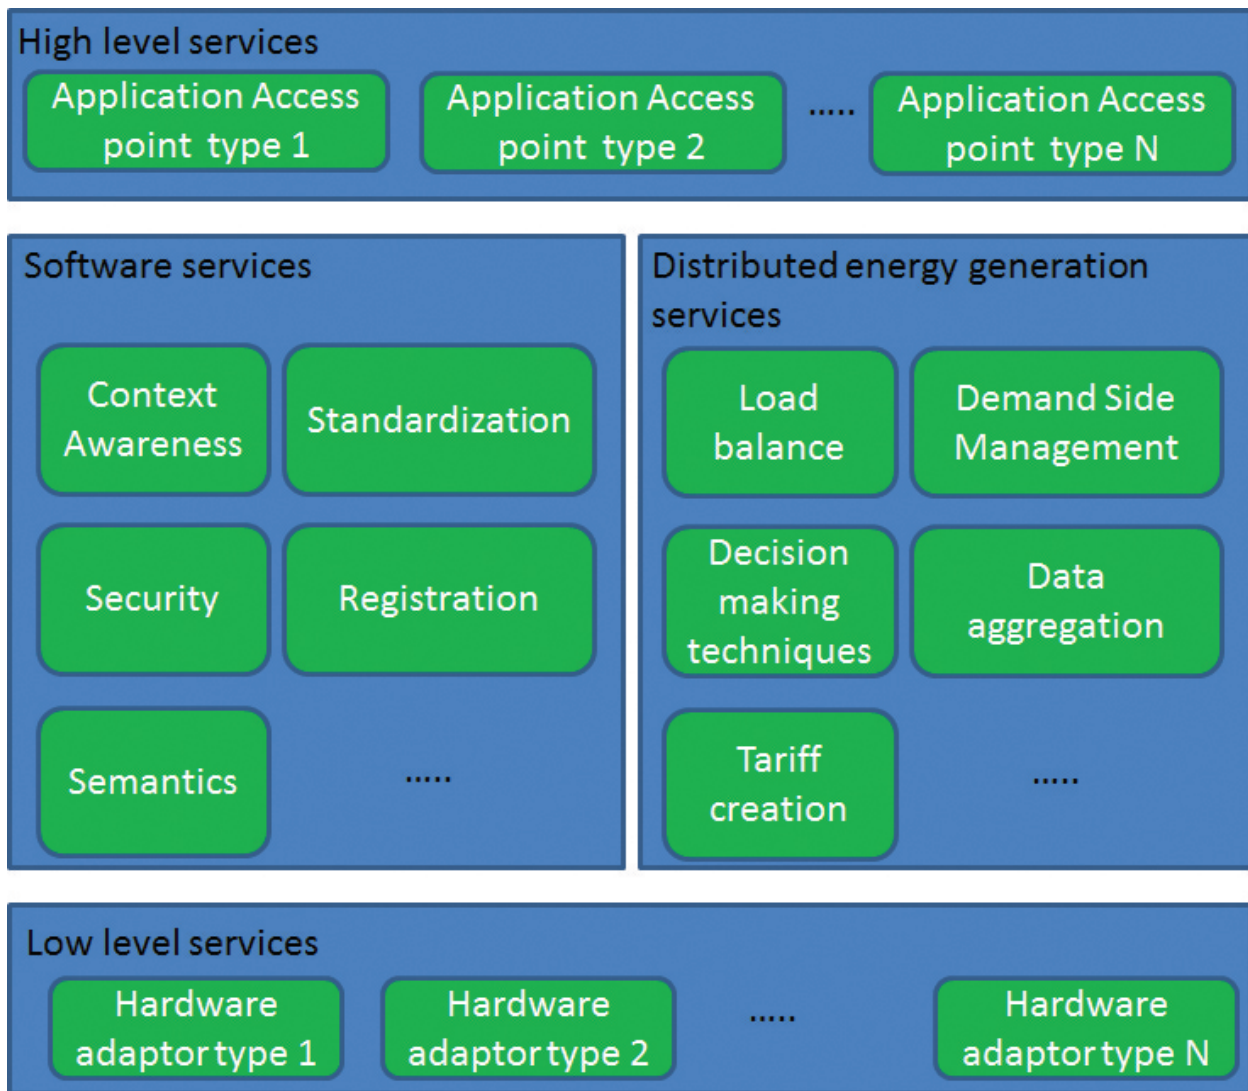 High level services
Application Access
point type 1
Application Access
point type 2
.....
Application Access
point type N
Software services
Context
Awareness
Standardization
Security
Registration
Semantics
.....
Distributed energy generation
services
Load
balance
Demand Side
Management
Decision
making
techniques
Data
aggregation
Tariff
creation
.....
Low level services
Hardware
adaptor type 1
Hardware
adaptor type 2
.....
Hardware
adaptor type N